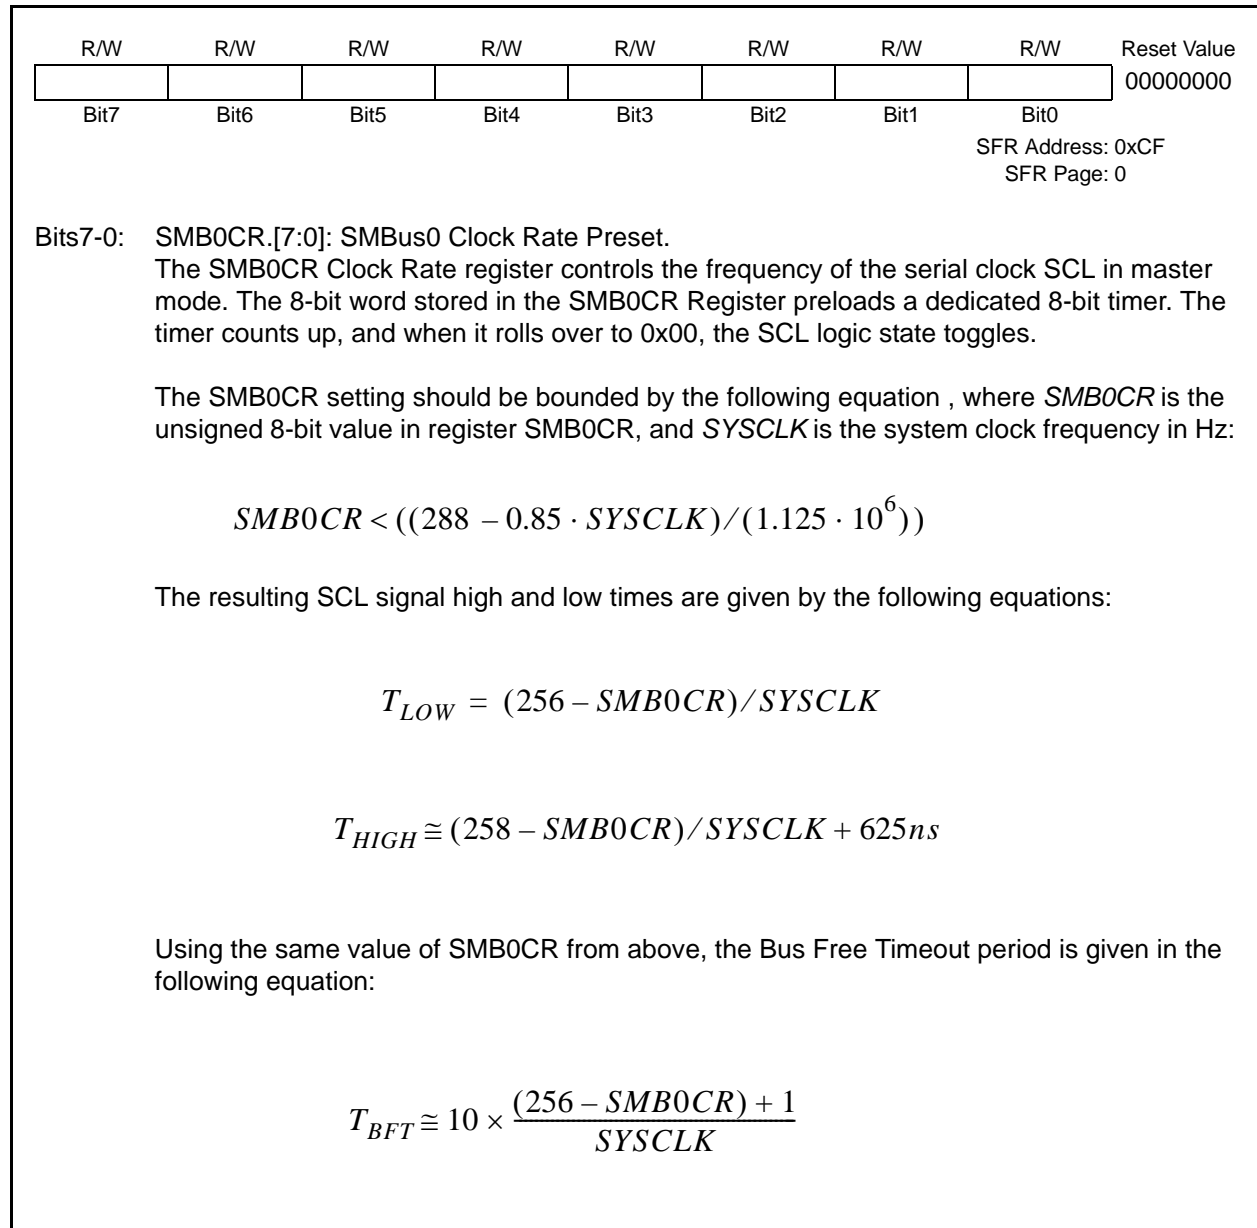 R/W R/W R/W R/W R/W R/W R/W R/W Reset Value
00000000
Bit7 Bit6 Bit5 Bit4 Bit3 Bit2 Bit1 Bit0
SFR Address: 0xCF
SFR Page: 0
Bits7-0: SMB0CR.[7:0]: SMBus0 Clock Rate Preset.
The SMB0CR Clock Rate register controls the frequency of the serial clock SCL in master
mode. The 8-bit word stored in the SMB0CR Register preloads a dedicated 8-bit timer. The
timer counts up, and when it rolls over to 0x00, the SCL logic state toggles.
The SMB0CR setting should be bounded by the following equation , where SMB0CR is the
unsigned 8-bit value in register SMB0CR, and SYSCLK is the system clock frequency in Hz:
SMB0CR < ((288 – 0.85 · SYSCLK)/(1.125 · 10⁶))
The resulting SCL signal high and low times are given by the following equations:
T_LOW = (256 – SMB0CR)/SYSCLK
T_HIGH ≅ (258 – SMB0CR)/SYSCLK + 625ns
Using the same value of SMB0CR from above, the Bus Free Timeout period is given in the
following equation:
T_BFT ≅ 10 × (256 – SMB0CR) + 1
SYSCLK